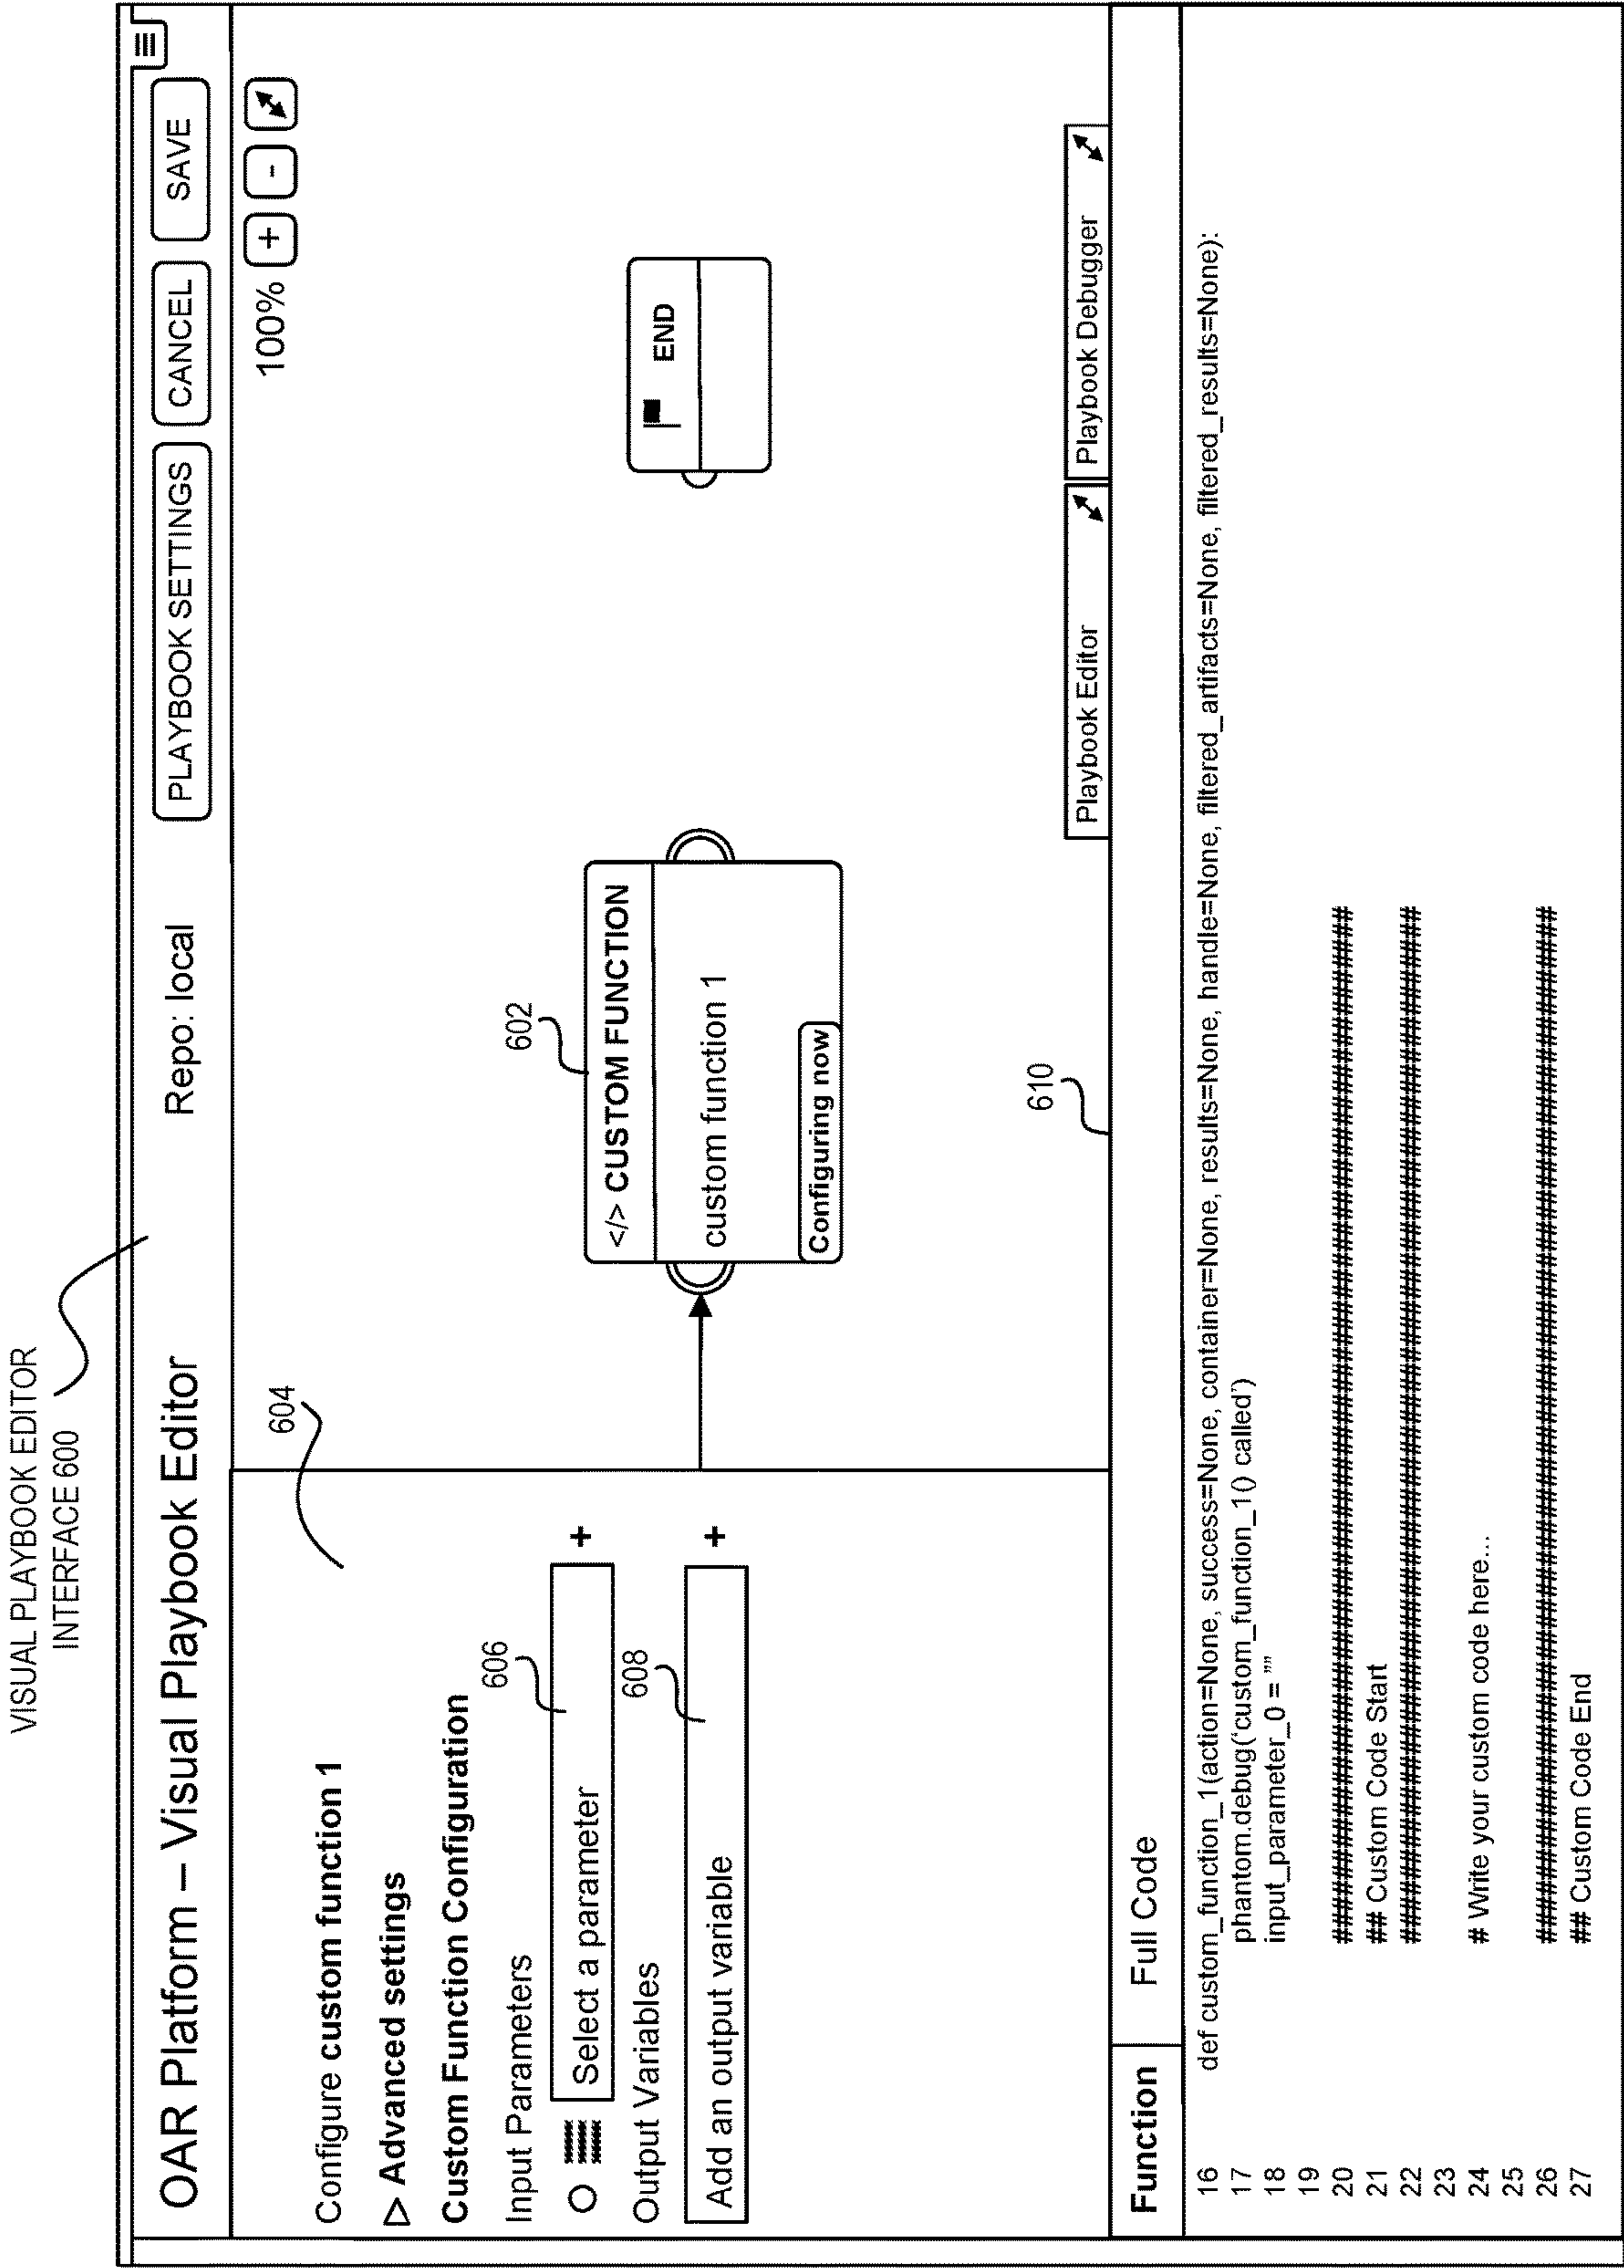 VISUAL PLAYBOOK EDITOR
INTERFACE 600
OAR Platform – Visual Playbook Editor
Repo: local
PLAYBOOK SETTINGS
CANCEL
SAVE
604
100% + -
Configure custom function 1
▷ Advanced settings
Custom Function Configuration
Input Parameters
606
Select a parameter +
Output Variables
608
Add an output variable +
602
</> CUSTOM FUNCTION
custom function 1
Configuring now
END
610
Playbook Editor
Playbook Debugger
Function
Full Code
16 def custom_function_1(action=None, success=None, container=None, results=None, handle=None, filtered_artifacts=None, filtered_results=None):
17 phantom.debug('custom_function_1() called')
18 input_parameter_0 = ""
19
20 ################################################################################
21 ## Custom Code Start
22 ################################################################################
23
24 # Write your custom code here...
25
26 ################################################################################
27 ## Custom Code End